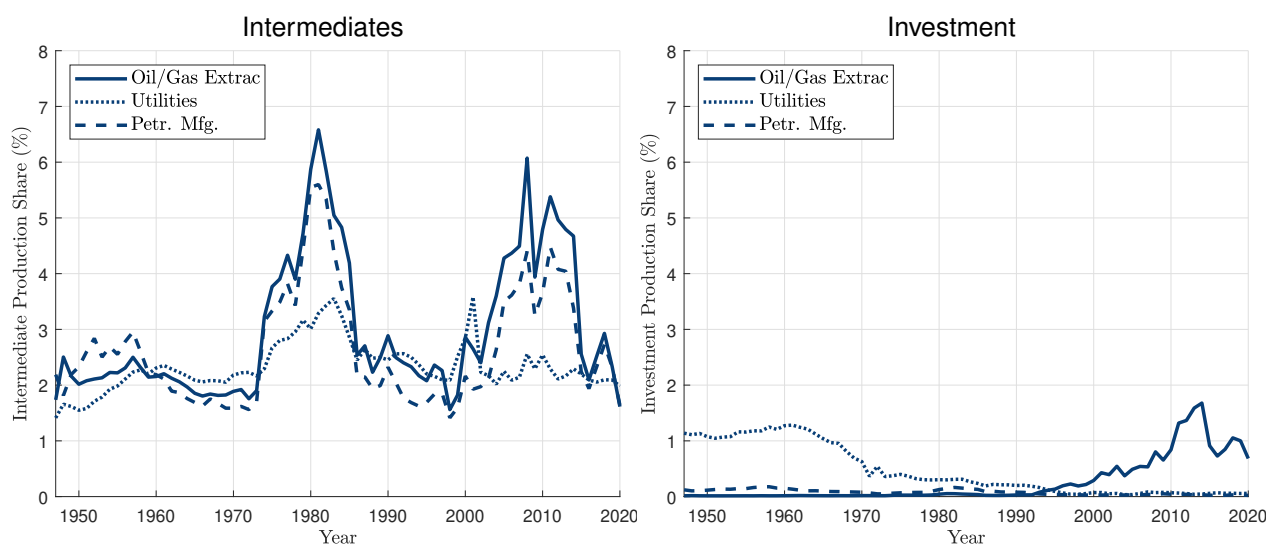 Intermediates
Intermediate Production Share (%)
8
7
6
5
4
3
2
1
0
Oil/Gas Extrac
Utilities
Petr. Mfg.
1950 1960 1970 1980 1990 2000 2010 2020
Year
Investment
Investment Production Share (%)
8
7
6
5
4
3
2
1
0
Oil/Gas Extrac
Utilities
Petr. Mfg.
1950 1960 1970 1980 1990 2000 2010 2020
Year